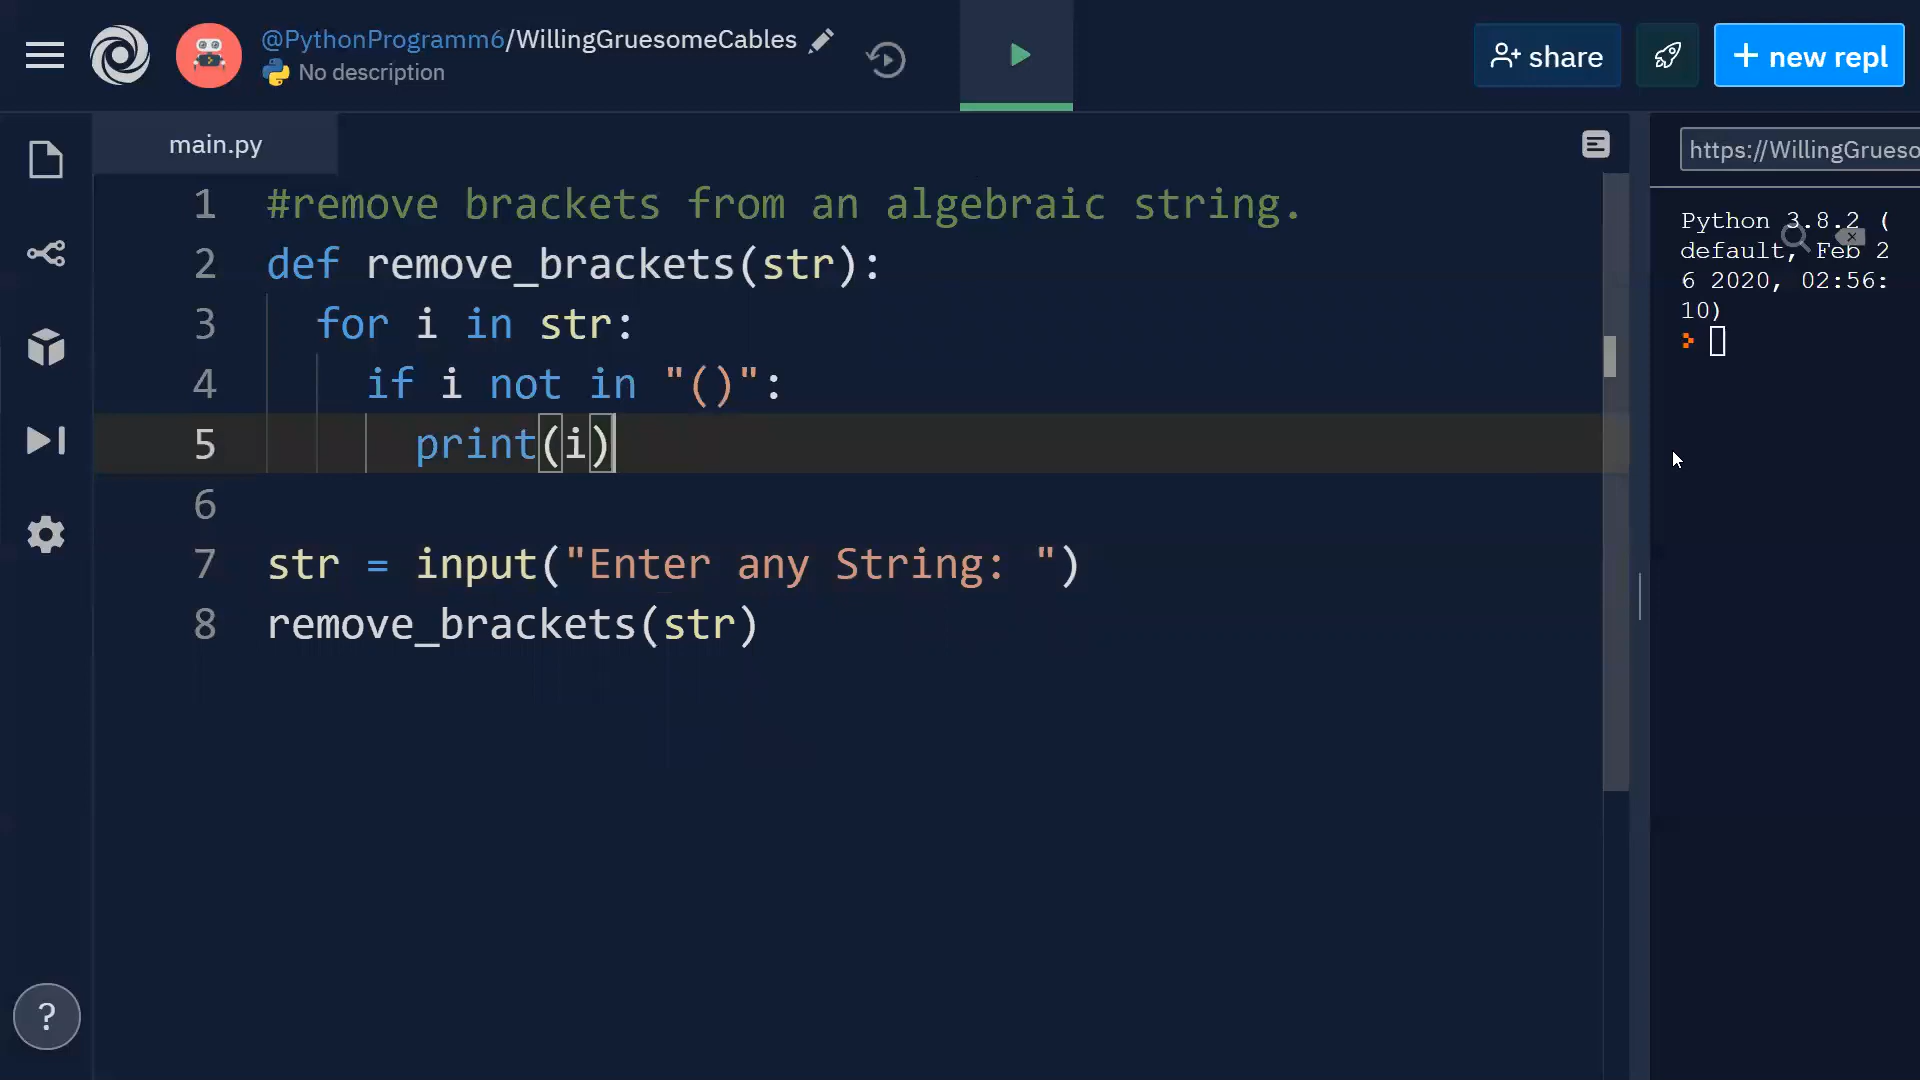 @PythonProgramm6/WillingGruesomeCables
No description
share
+ new repl
main.py
https://WillingGrueso
1 #remove brackets from an algebraic string.
2 def remove_brackets(str):
3 for i in str:
4 if i not in "()":
5 print(i)
6
7 str = input("Enter any String: ")
8 remove_brackets(str)
Python 3.8.2 (
default, Feb 2
6 2020, 02:56:
10)
?